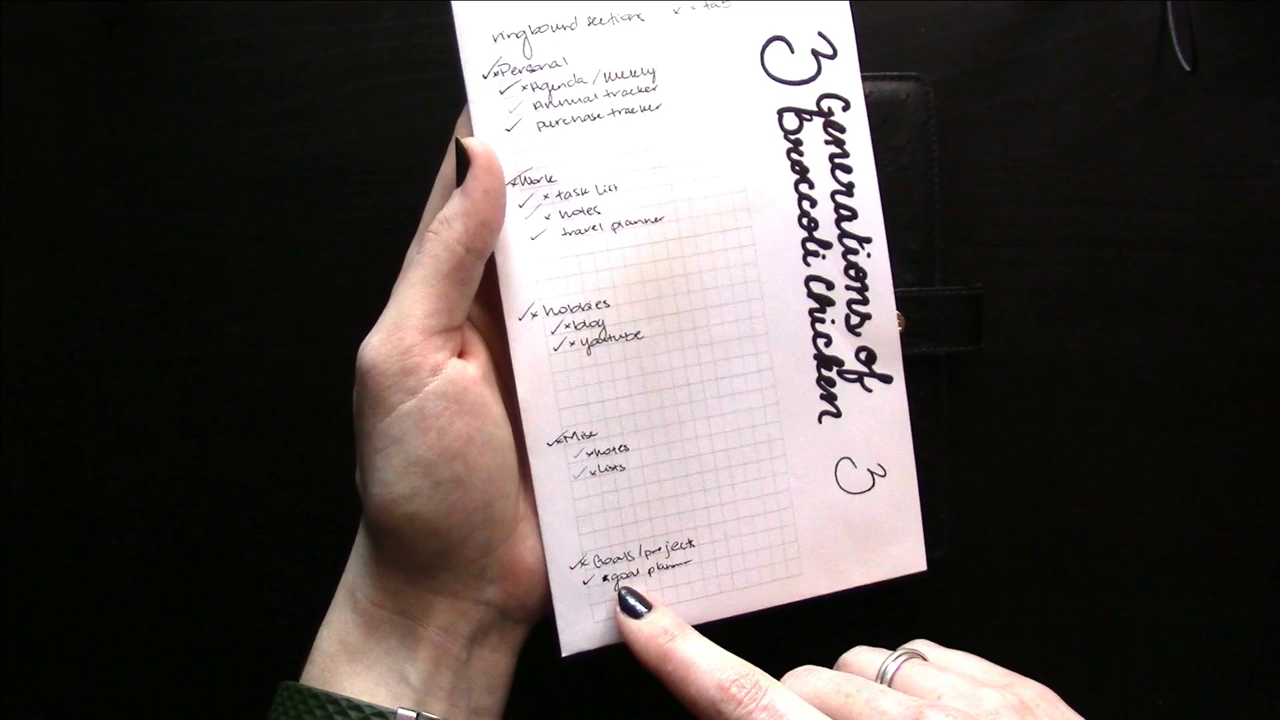 ringbound sections x = tab
✓x Personal
✓ x Agenda / Weekly
✓ Annual tracker
✓ purchase tracker
x Work
✓ x task list
✓ x notes
✓ travel planner
✓x hobbies
✓ x blog
✓ x youtube
✓x Misc
✓ x notes
✓ x lists
✓x Goals/project
✓ x goal planner
3 Generations of
Broccoli Chicken
3